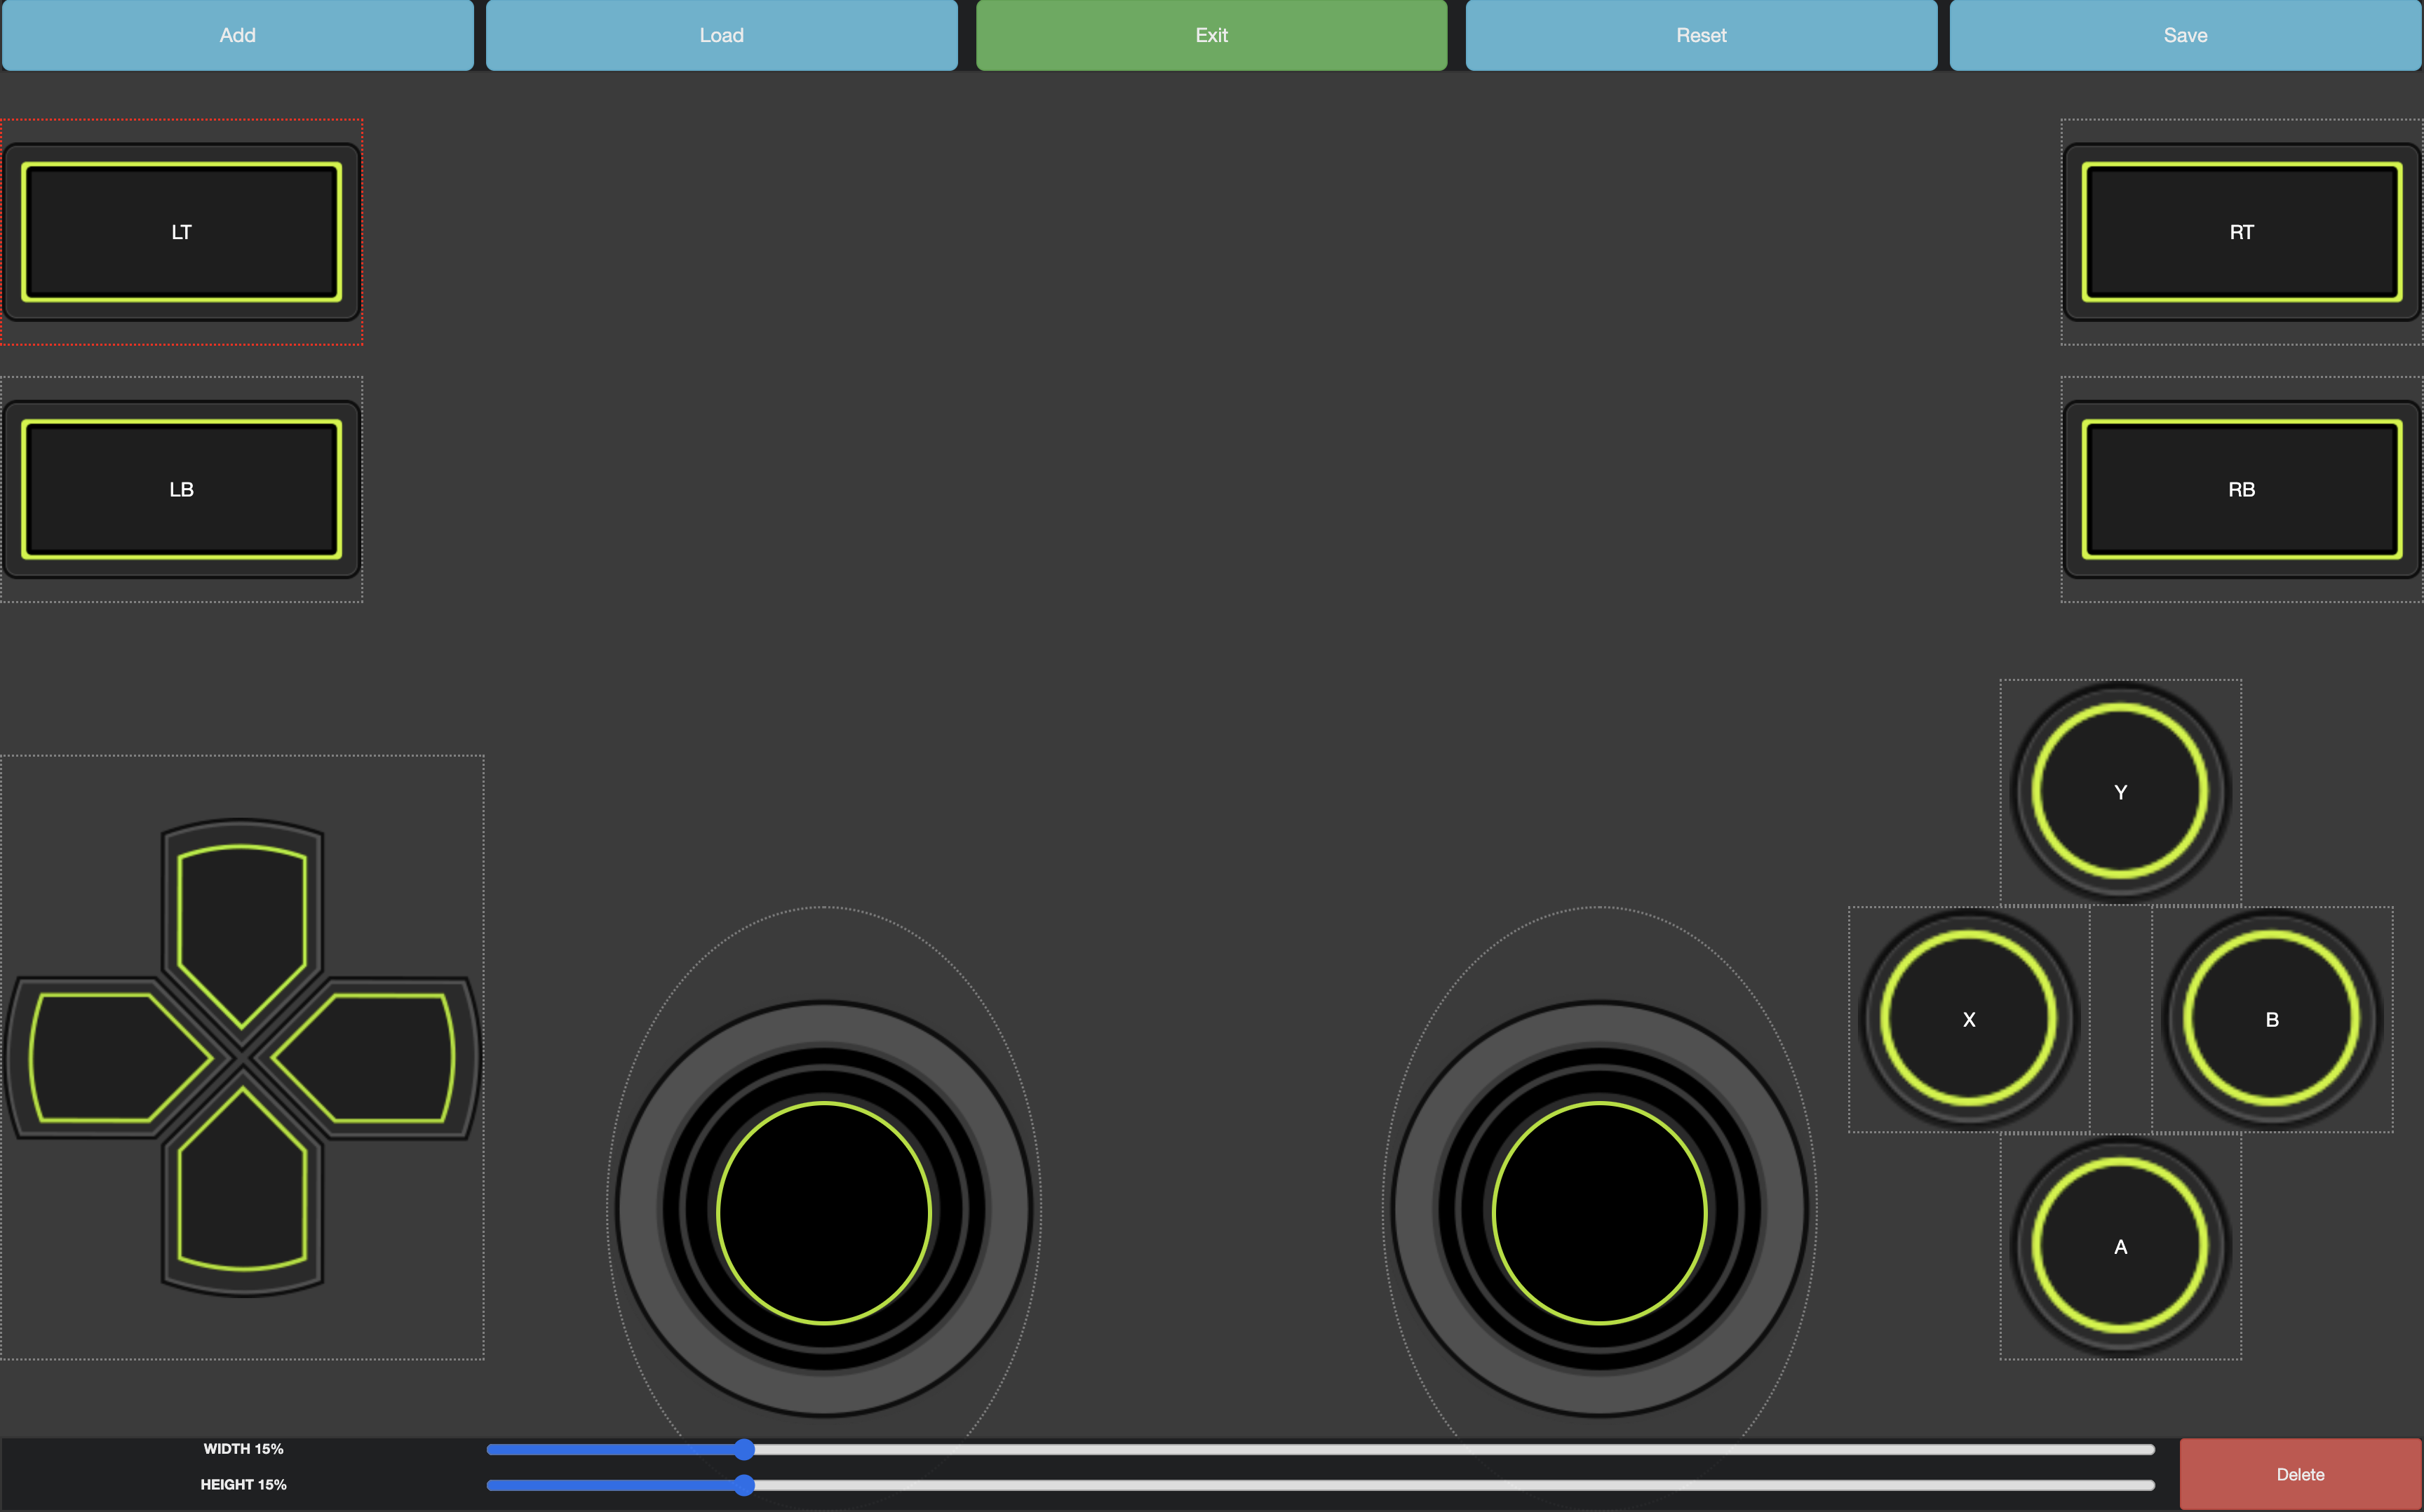 Add
Load
Exit
Reset
Save
LT
RT
LB
RB
Y
X
B
A
WIDTH 15%
HEIGHT 15%
Delete